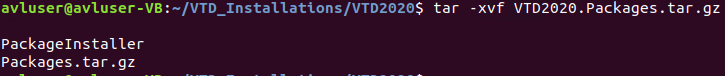 avluser@avluser-VB:~/VTD_Installations/VTD2020$ tar -xvf VTD2020.Packages.tar.gz
PackageInstaller
Packages.tar.gz